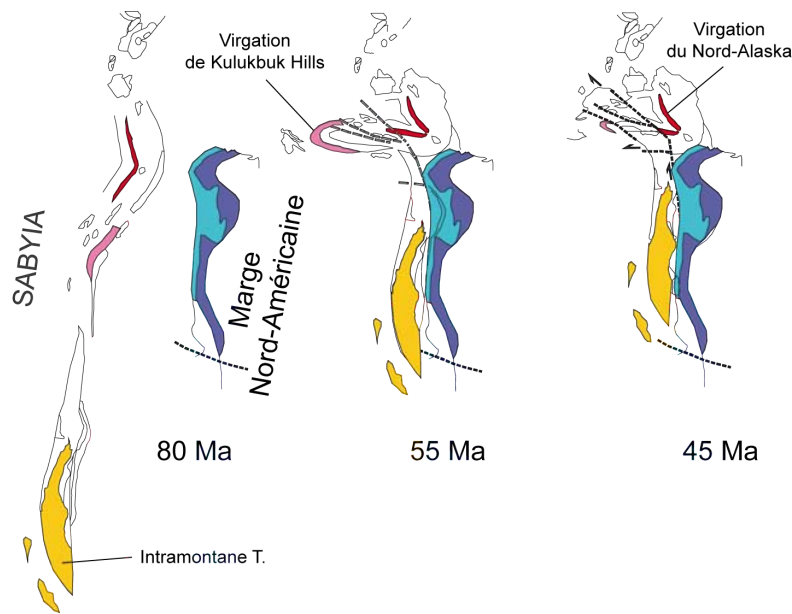 Virgation
de Kulukbuk Hills
Virgation
du Nord-Alaska
SABYIA
Marge
Nord-Américaine
80 Ma
55 Ma
45 Ma
Intramontane T.